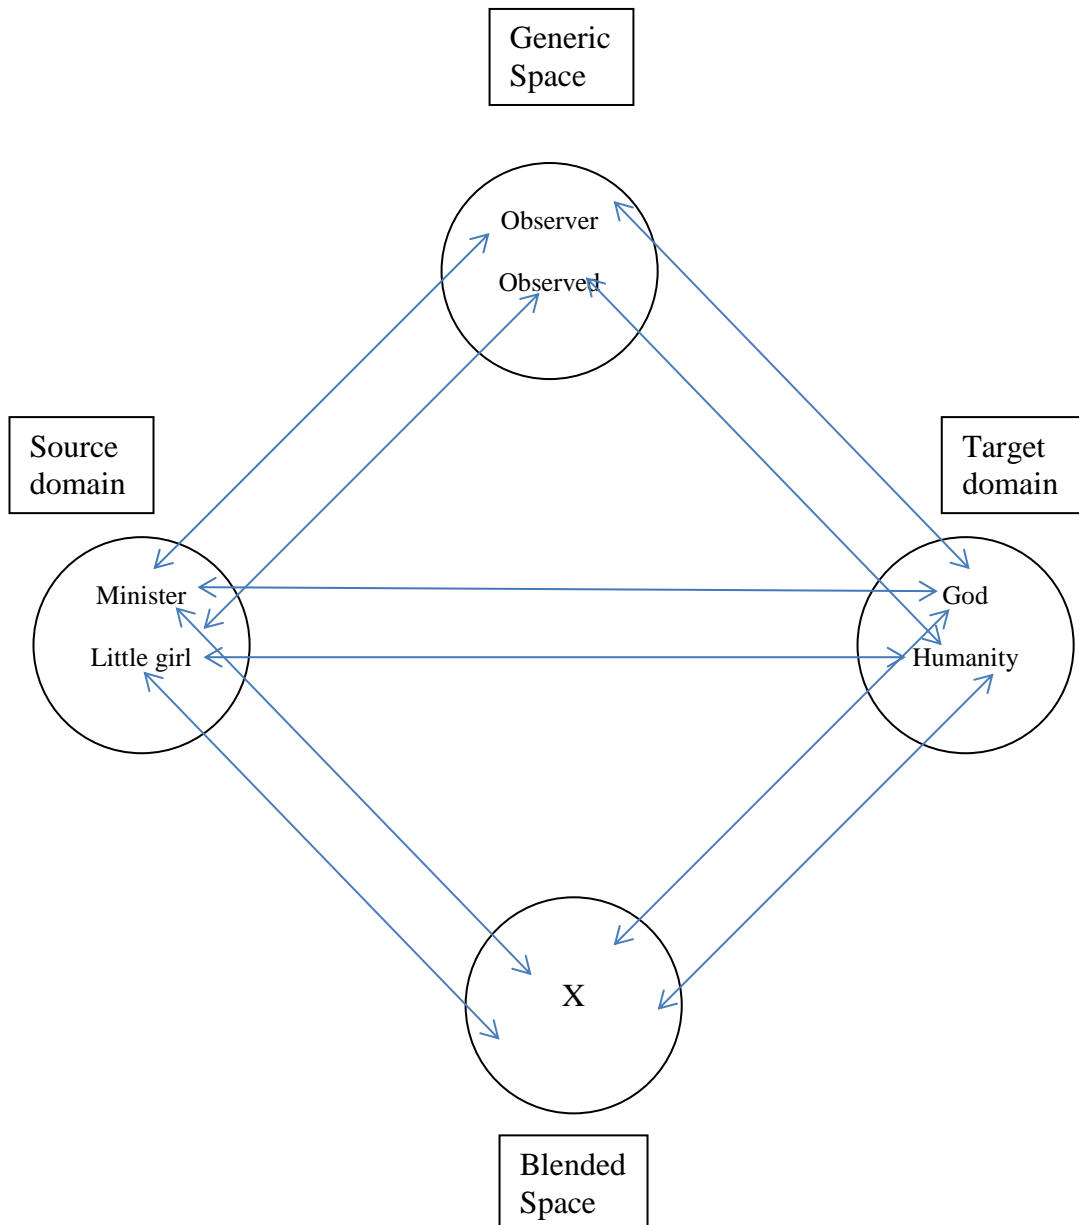 Generic
Space
Observer
Observed
Source
domain
Target
domain
Minister
God
Little girl
Humanity
X
Blended
Space